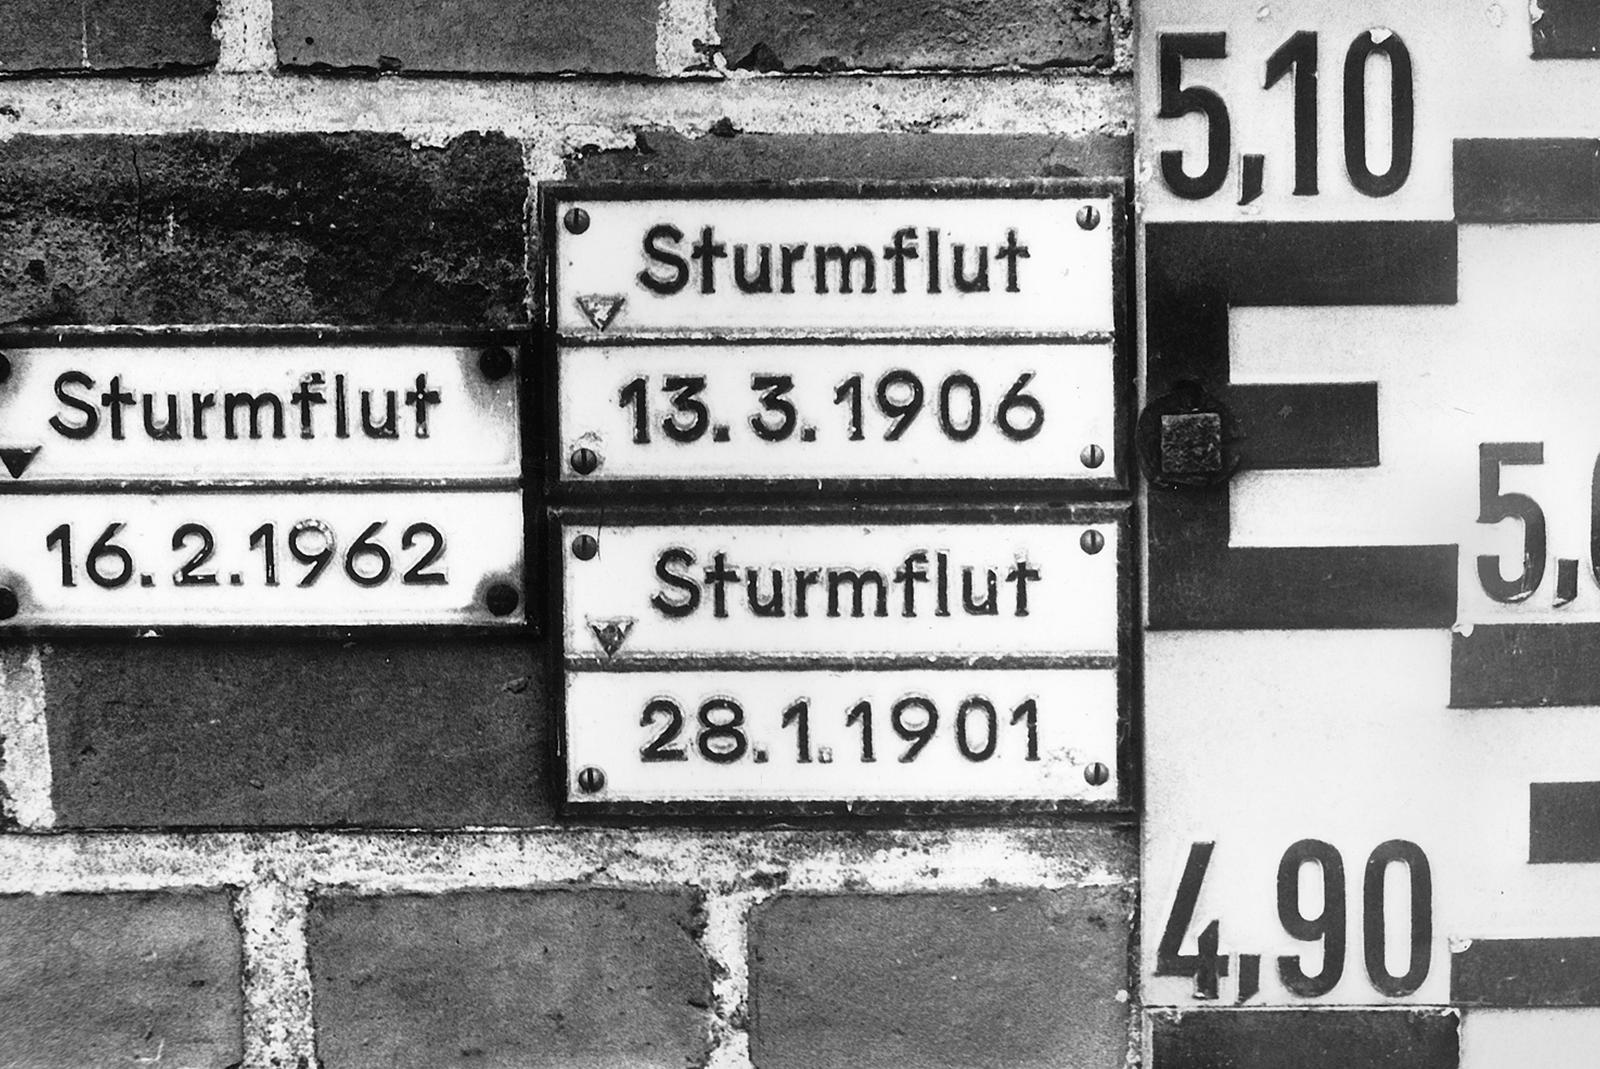 Sturmflut
16.2.1962
Sturmflut
13.3.1906
Sturmflut
28.1.1901
5,10
4,90